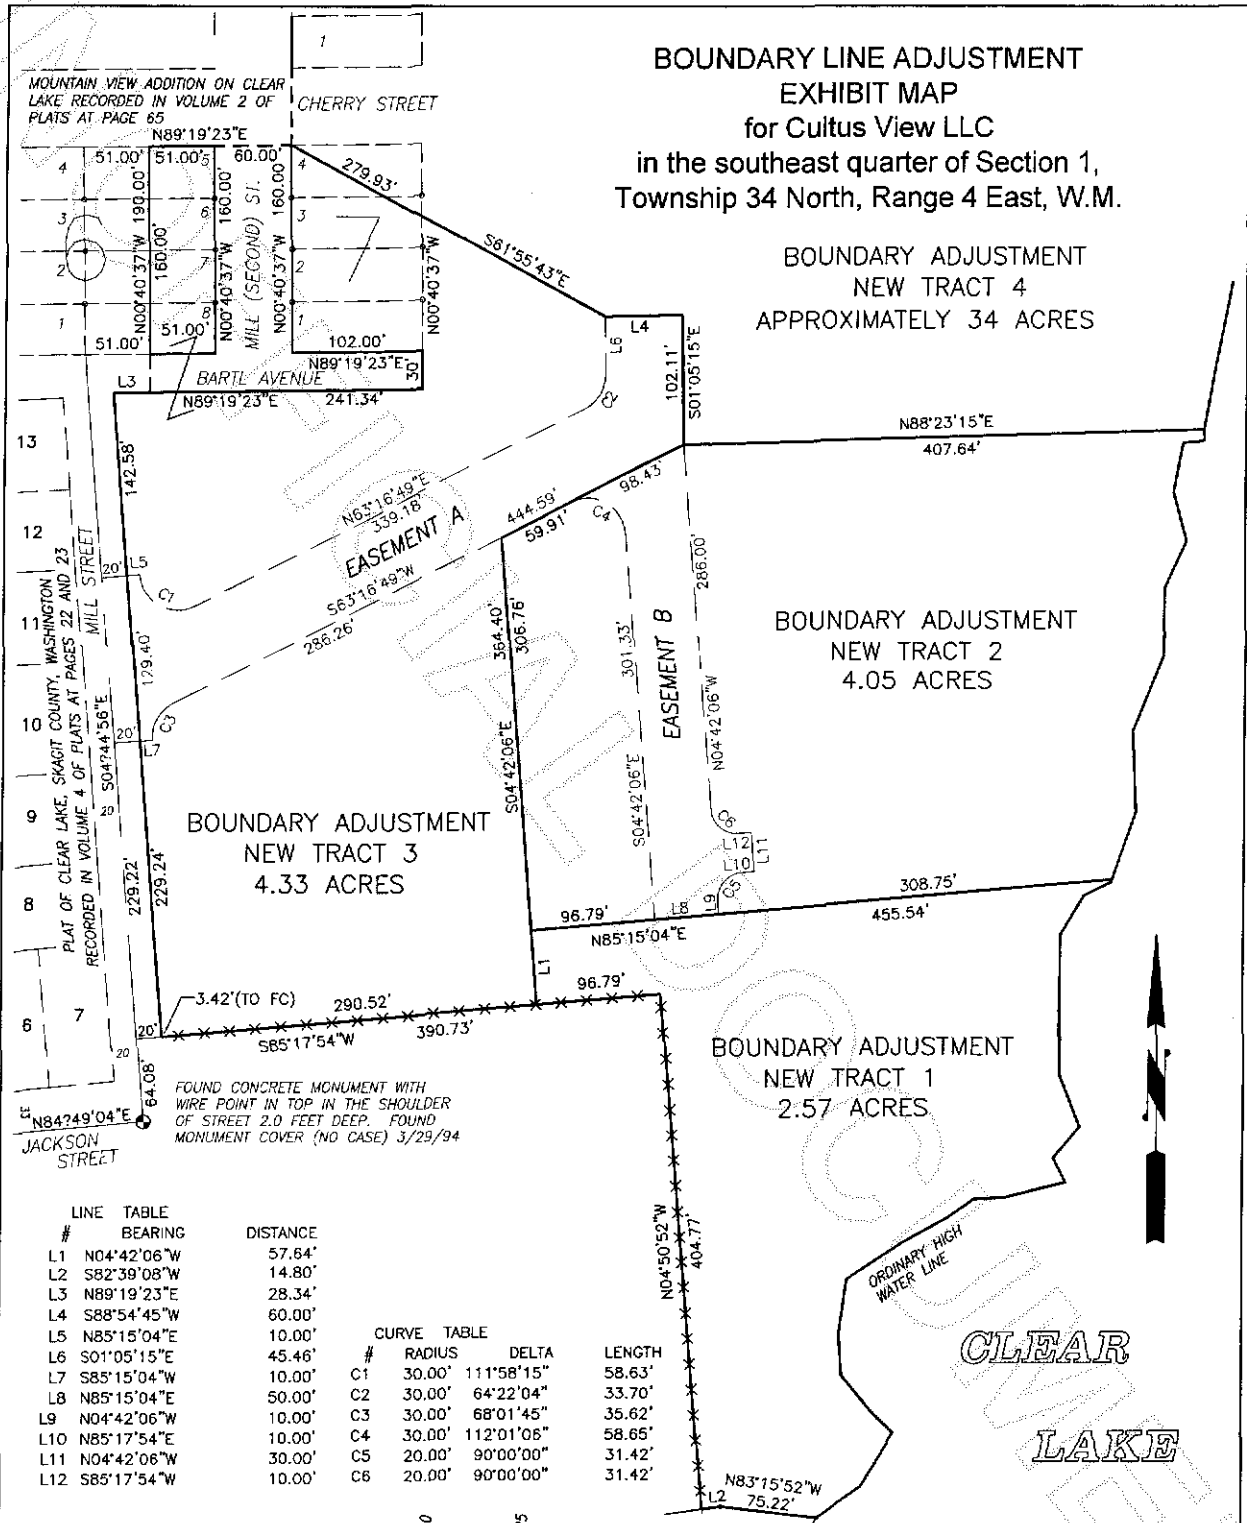 BOUNDARY LINE ADJUSTMENT
EXHIBIT MAP
for Cultus View LLC
in the southeast quarter of Section 1,
Township 34 North, Range 4 East, W.M.
MOUNTAIN VIEW ADDITION ON CLEAR
LAKE RECORDED IN VOLUME 2 OF
PLATS AT PAGE 65
1
CHERRY STREET
N89°19'23"E
51.00'
51.00'
60.00'
4
3
2
1
5
6
7
8
4
3
2
1
7
N00°40'37"W 190.00'
160.00'
N00°40'37"W 160.00'
MILL (SECOND) ST.
N00°40'37"W 160.00'
N00°40'37"W
279.93'
S61°55'43"E
51.00'
51.00'
102.00'
N89°19'23"E
30'
BARTL AVENUE
L3
N89°19'23"E 241.34'
L4
L6
C2
102.11'
S01°05'15"E
BOUNDARY ADJUSTMENT
NEW TRACT 4
APPROXIMATELY 34 ACRES
N88°23'15"E
407.64'
13
12
11
10
9
8
7
6
142.58'
MILL STREET
PLAT OF CLEAR LAKE, SKAGIT COUNTY, WASHINGTON
RECORDED IN VOLUME 4 OF PLATS AT PAGES 22 AND 23
20'
L5
C1
N63°16'49"E
339.18'
EASEMENT A
S63°16'49"W
286.26'
444.59'
59.91'
98.43'
C4
129.40'
S04?44'56"E
20'
L7
C3
20
364.40'
306.76'
S04°42'06"E
301.33'
S04°42'06"E
EASEMENT B
286.00'
N04°42'06"W
C6
L12
L10
L11
C5
L9
L8
BOUNDARY ADJUSTMENT
NEW TRACT 2
4.05 ACRES
BOUNDARY ADJUSTMENT
NEW TRACT 3
4.33 ACRES
229.22'
229.24'
96.79'
N85°15'04"E
308.75'
455.54'
L1
96.79'
3.42'(TO FC)
290.52'
S85°17'54"W
390.73'
20'
20
64.08'
33
N84?49'04"E
JACKSON
STREET
FOUND CONCRETE MONUMENT WITH
WIRE POINT IN TOP IN THE SHOULDER
OF STREET 2.0 FEET DEEP. FOUND
MONUMENT COVER (NO CASE) 3/29/94
BOUNDARY ADJUSTMENT
NEW TRACT 1
2.57 ACRES
N
N04°50'52"W
404.77'
ORDINARY HIGH
WATER LINE
CLEAR
LAKE
L2
N83°15'52"W
75.22'
LINE TABLE
# BEARING DISTANCE
L1 N04°42'06"W 57.64'
L2 S82°39'08"W 14.80'
L3 N89°19'23"E 28.34'
L4 S88°54'45"W 60.00'
L5 N85°15'04"E 10.00'
L6 S01°05'15"E 45.46'
L7 S85°15'04"W 10.00'
L8 N85°15'04"E 50.00'
L9 N04°42'06"W 10.00'
L10 N85°17'54"E 10.00'
L11 N04°42'06"W 30.00'
L12 S85°17'54"W 10.00'
CURVE TABLE
# RADIUS DELTA LENGTH
C1 30.00' 111°58'15" 58.63'
C2 30.00' 64°22'04" 33.70'
C3 30.00' 68°01'45" 35.62'
C4 30.00' 112°01'06" 58.65'
C5 20.00' 90°00'00" 31.42'
C6 20.00' 90°00'00" 31.42'